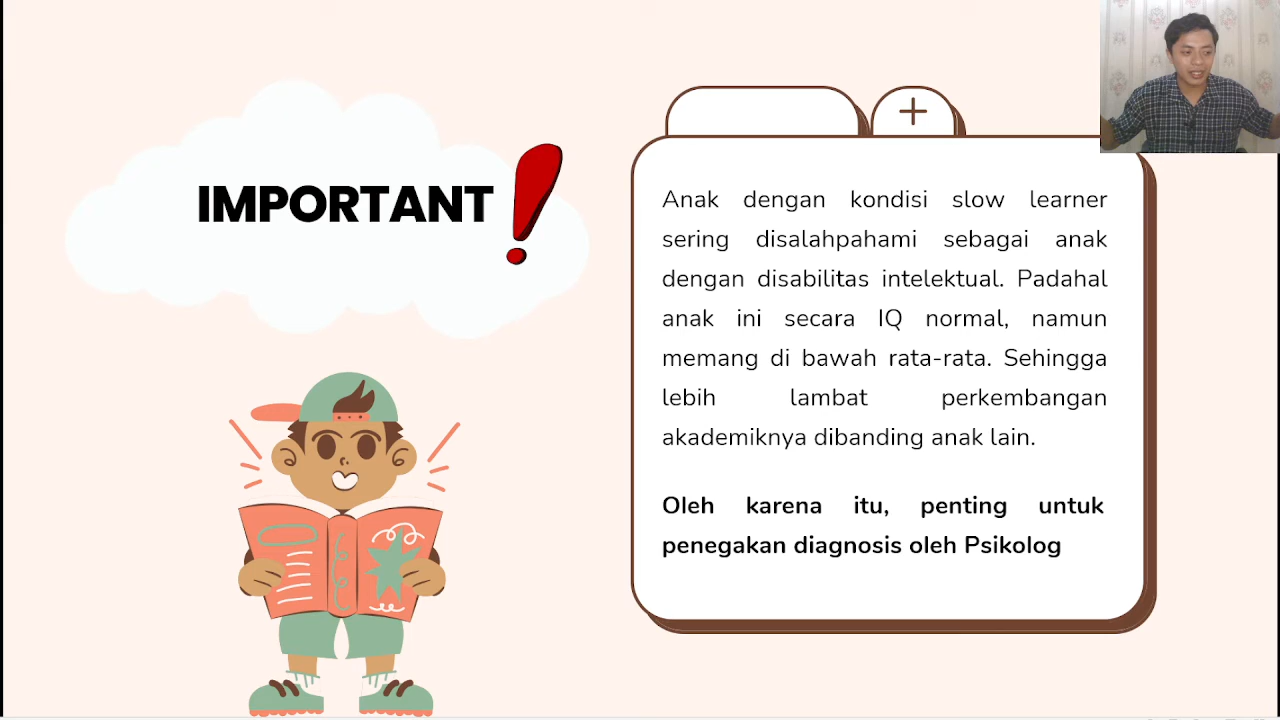 IMPORTANT
Anak dengan kondisi slow learner
sering disalahpahami sebagai anak
dengan disabilitas intelektual. Padahal
anak ini secara IQ normal, namun
memang di bawah rata-rata. Sehingga
lebih lambat perkembangan
akademiknya dibanding anak lain.
Oleh karena itu, penting untuk
penegakan diagnosis oleh Psikolog